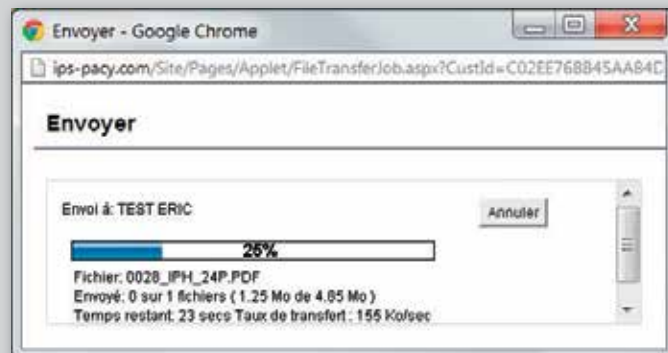 Envoyer - Google Chrome
ips-pacy.com/Site/Pages/Applet/FileTransferJob.aspx?CustId=C02EE768845AA84D
Envoyer
Envoi à: TEST ERIC
Annuler
25%
Fichier: 0028_IPH_24P.PDF
Envoyé: 0 sur 1 fichiers ( 1.25 Mo de 4.85 Mo )
Temps restant: 23 secs Taux de transfert : 155 Ko/sec